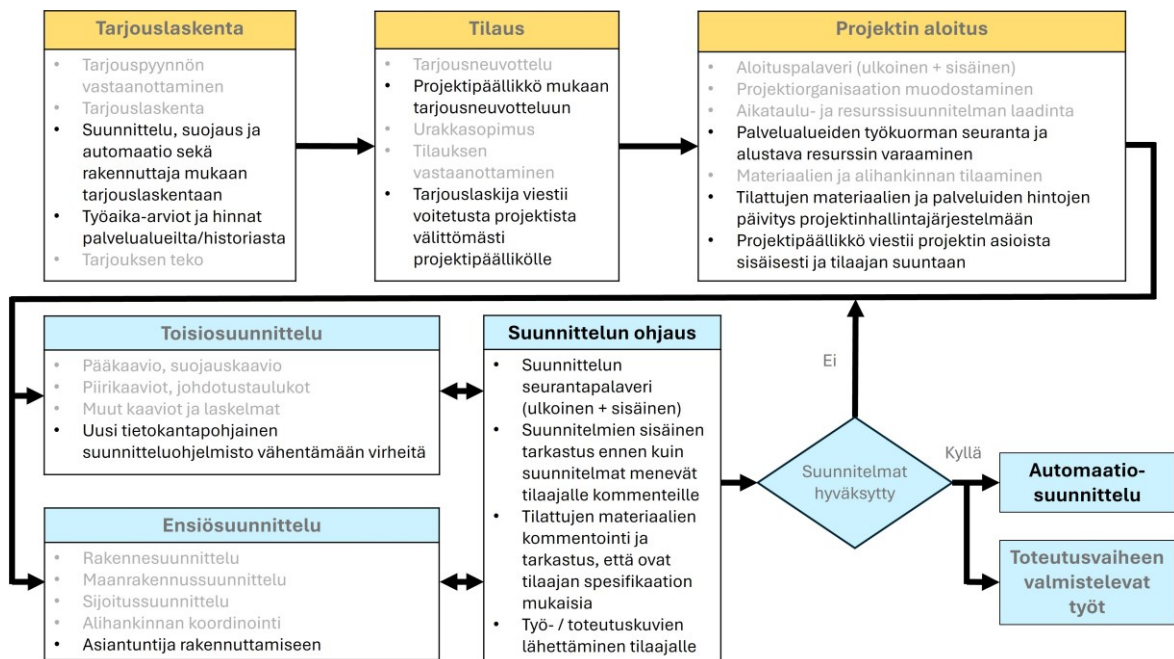 Tarjouslaskenta
• Tarjouspyynnön
vastaanottaminen
• Tarjouslaskenta
• Suunnittelu, suojaus ja
automaatio sekä
rakennuttaja mukaan
tarjouslaskentaan
• Työaika-arviot ja hinnat
palvelualueilta/historiasta
• Tarjouksen teko
Tilaus
• Tarjousneuvottelu
• Projektipäällikkö mukaan
tarjousneuvotteluun
• Urakkasopimus
• Tilauksen
vastaanottaminen
• Tarjouslaskija viestii
voitetusta projektista
välittömästi
projektipäällikölle
Projektin aloitus
• Aloituspalaveri (ulkoinen + sisäinen)
• Projektiorganisaation muodostaminen
• Aikataulu- ja resurssisuunnitelman laadinta
• Palvelualueiden työkuorman seuranta ja
alustava resurssin varaaminen
• Materiaalien ja alihankinnan tilaaminen
• Tilattujen materiaalien ja palveluiden hintojen
päivitys projektinhallintajärjestelmään
• Projektipäällikkö viestii projektin asioista
sisäisesti ja tilaajan suuntaan
Toisiosuunnittelu
• Pääkaavio, suojauskaavio
• Piirikaaviot, johdotustaulukot
• Muut kaaviot ja laskelmat
• Uusi tietokantapohjainen
suunnitteluohjelmisto vähentämään virheitä
Ensiösuunnittelu
• Rakennesuunnittelu
• Maanrakennussuunnittelu
• Sijoitussuunnittelu
• Alihankinnan koordinointi
• Asiantuntija rakennuttamiseen
Suunnittelun ohjaus
• Suunnittelun
seurantapalaveri
(ulkoinen + sisäinen)
• Suunnitelmien sisäinen
tarkastus ennen kuin
suunnitelmat menevät
tilaajalle kommenteille
• Tilattujen materiaalien
kommentointi ja
tarkastus, että ovat
tilaajan spesifikaation
mukaisia
• Työ- / toteutuskuvien
lähettäminen tilaajalle
Ei
Suunnitelmat
hyväksytty
Kyllä
Automaatio-
suunnittelu
Toteutusvaiheen
valmistelevat
työt